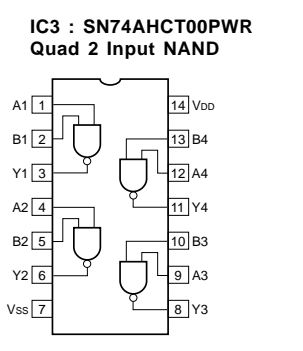 IC3 : SN74AHCT00PWR
Quad 2 Input NAND
A1 1 14 VDD
B1 2 13 B4
Y1 3 12 A4
A2 4 11 Y4
B2 5 10 B3
Y2 6 9 A3
Vss 7 8 Y3